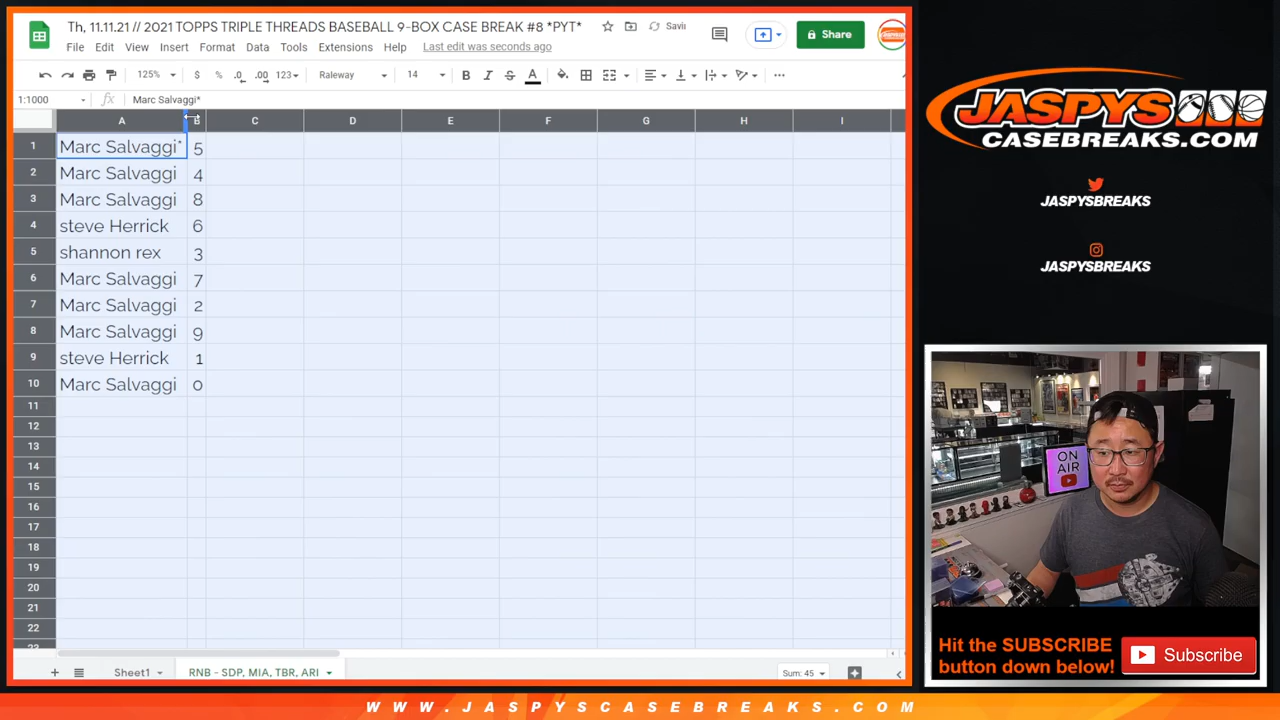 Th, 11.11.21 // 2021 TOPPS TRIPLE THREADS BASEBALL 9-BOX CASE BREAK #8 *PYT*
Savin
Share
File Edit View Insert Format Data Tools Extensions Help Last edit was seconds ago
125% $ % .0 .00 123 Raleway 14 B I S A
1:1000 fx Marc Salvaggi*
A B C D E F G H I
1 Marc Salvaggi* 5
2 Marc Salvaggi 4
3 Marc Salvaggi 8
4 steve Herrick 6
5 shannon rex 3
6 Marc Salvaggi 7
7 Marc Salvaggi 2
8 Marc Salvaggi 9
9 steve Herrick 1
10 Marc Salvaggi 0
11
12
13
14
15
16
17
18
19
20
21
22
23
Sheet1 RNB - SDP, MIA, TBR, ARI Sum: 45
JASPYS
CASEBREAKS.COM
JASPYSBREAKS
JASPYSBREAKS
ON
AIR
Hit the SUBSCRIBE
button down below!
Subscribe
WWW.JASPYSCASEBREAKS.COM